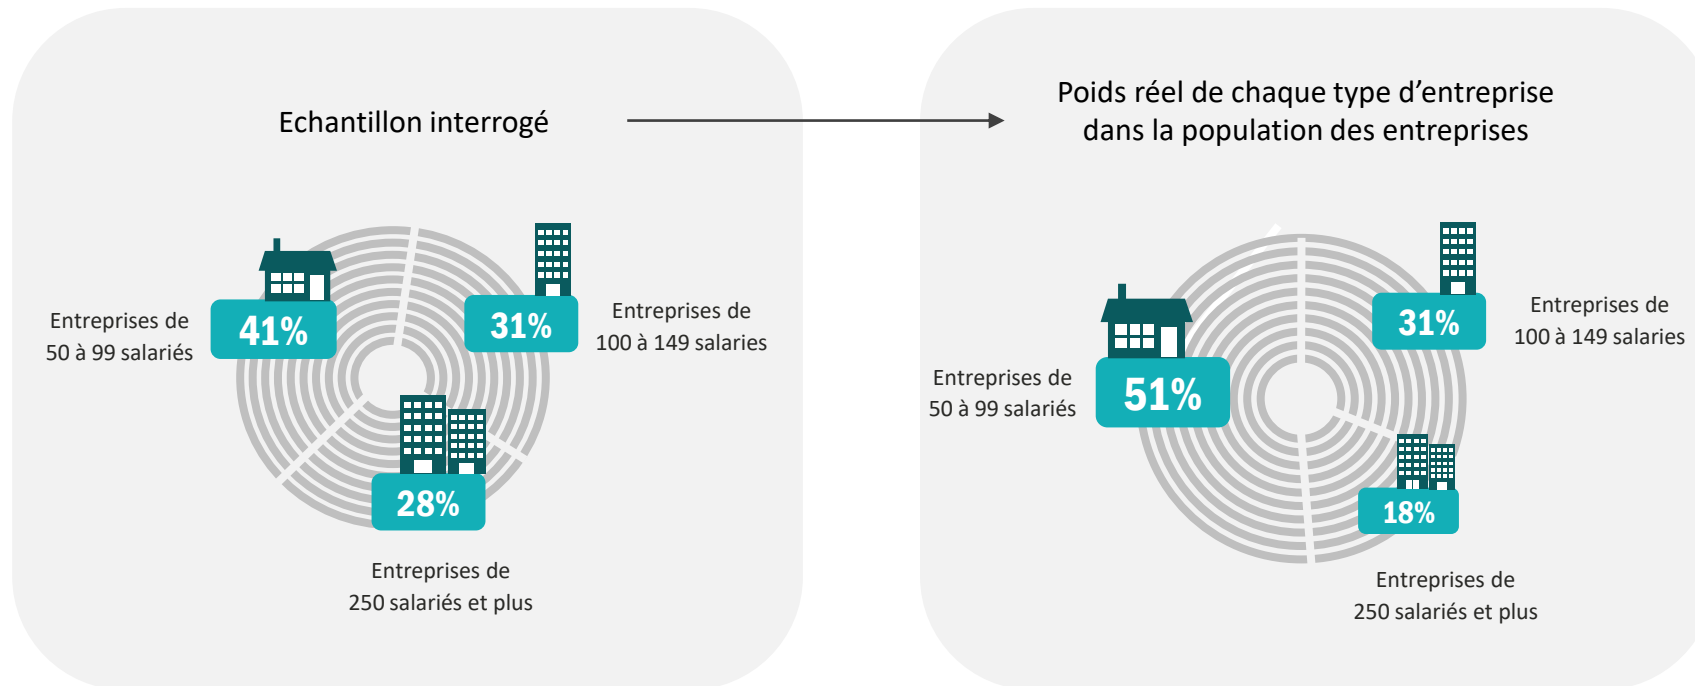 Echantillon interrogé
41%
Entreprises de
50 à 99 salariés
31%
Entreprises de
100 à 149 salaries
28%
Entreprises de
250 salariés et plus
Poids réel de chaque type d’entreprise
dans la population des entreprises
51%
Entreprises de
50 à 99 salariés
31%
Entreprises de
100 à 149 salaries
18%
Entreprises de
250 salariés et plus